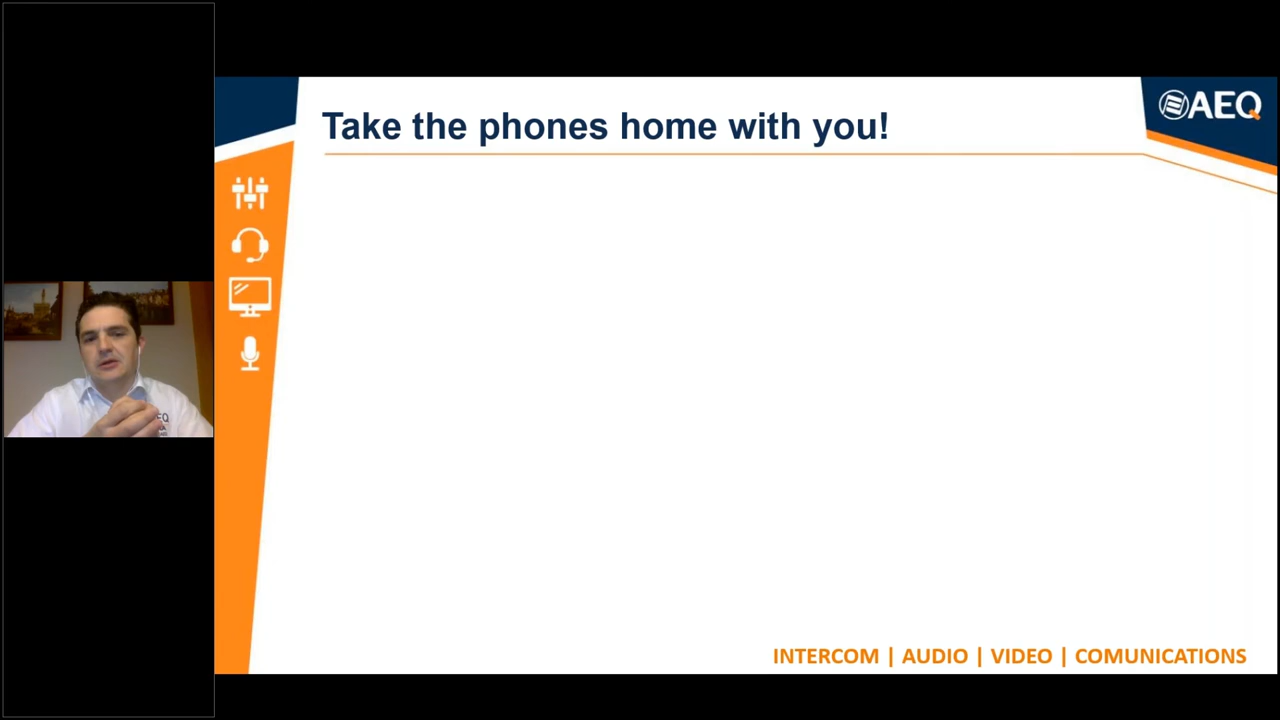 Take the phones home with you!
AEQ
INTERCOM | AUDIO | VIDEO | COMUNICATIONS